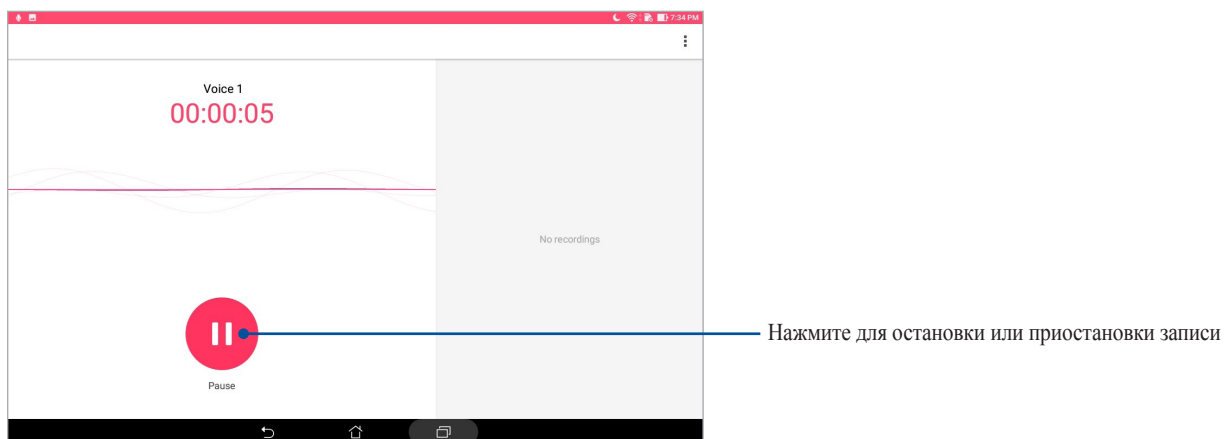 7:34 PM
Voice 1
00:00:05
No recordings
Нажмите для остановки или приостановки записи
Pause